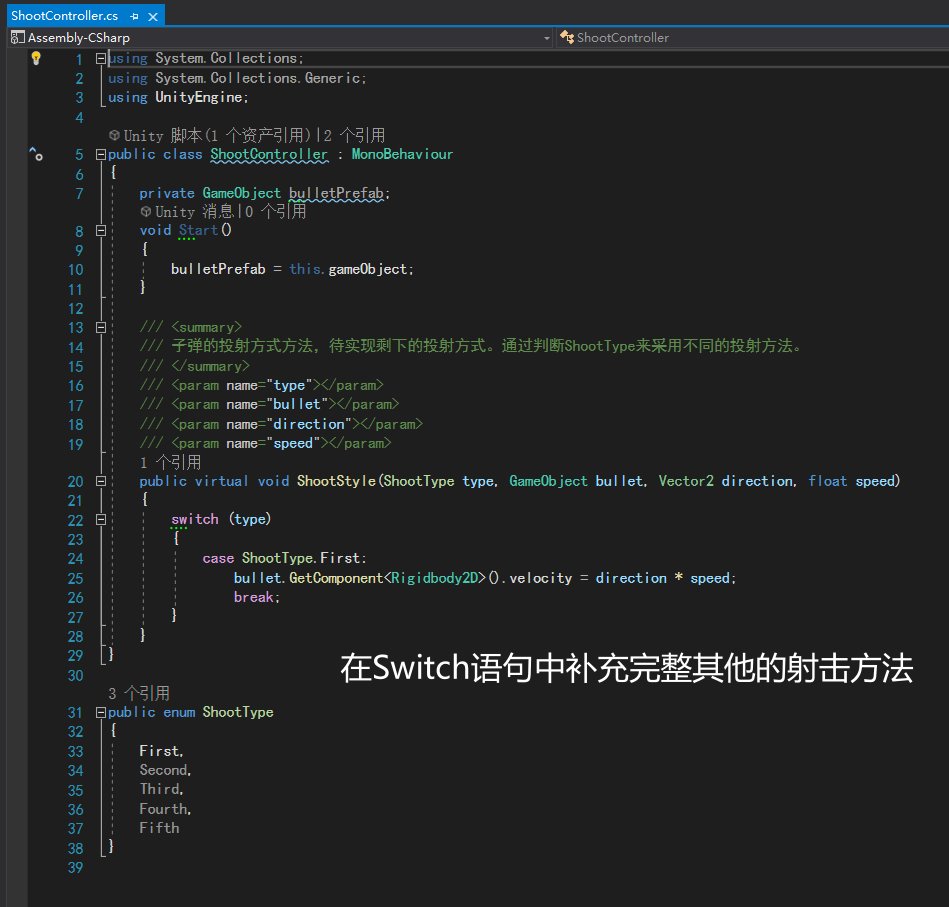 ShootController.cs
Assembly-CSharp
ShootController
1 using System.Collections;
2 using System.Collections.Generic;
3 using UnityEngine;
4
Unity 脚本(1 个资产引用)|2 个引用
5 public class ShootController : MonoBehaviour
6 {
7 private GameObject bulletPrefab;
Unity 消息|0 个引用
8 void Start()
9 {
10 bulletPrefab = this.gameObject;
11 }
12
13 /// <summary>
14 /// 子弹的投射方式方法, 待实现剩下的投射方式。通过判断ShootType来采用不同的投射方法。
15 /// </summary>
16 /// <param name="type"></param>
17 /// <param name="bullet"></param>
18 /// <param name="direction"></param>
19 /// <param name="speed"></param>
1 个引用
20 public virtual void ShootStyle(ShootType type, GameObject bullet, Vector2 direction, float speed)
21 {
22 switch (type)
23 {
24 case ShootType.First:
25 bullet.GetComponent<Rigidbody2D>().velocity = direction * speed;
26 break;
27 }
28 }
29 }
30
在Switch语句中补充完整其他的射击方法
3 个引用
31 public enum ShootType
32 {
33 First,
34 Second,
35 Third,
36 Fourth,
37 Fifth
38 }
39